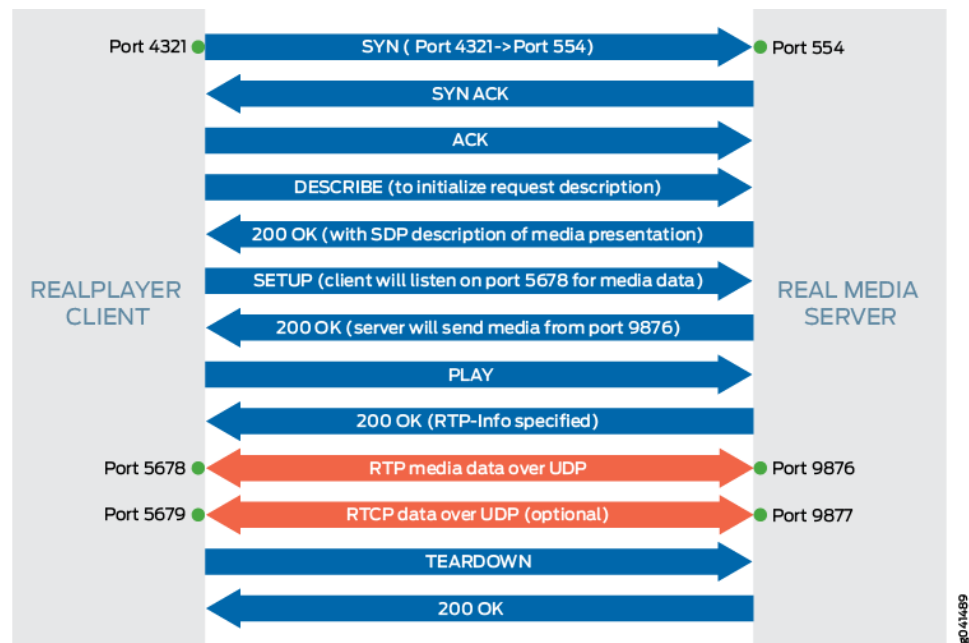 Port 4321
SYN ( Port 4321->Port 554)
Port 554
SYN ACK
ACK
DESCRIBE (to initialize request description)
200 OK (with SDP description of media presentation)
REALPLAYER
CLIENT
SETUP (client will listen on port 5678 for media data)
REAL MEDIA
SERVER
200 OK (server will send media from port 9876)
PLAY
200 OK (RTP-Info specified)
Port 5678
RTP media data over UDP
Port 9876
Port 5679
RTCP data over UDP (optional)
Port 9877
TEARDOWN
200 OK
g041489